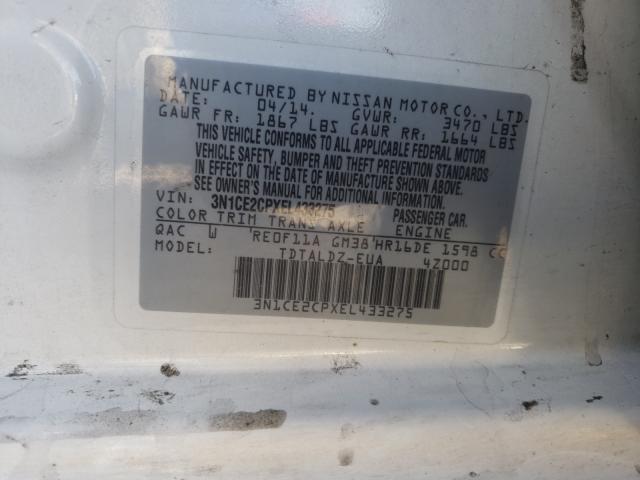 MANUFACTURED BY NISSAN MOTOR CO., LTD.
DATE: 04/14. GVWR: 3470 LBS
GAWR FR: 1867 LBS GAWR RR: 1664 LBS
THIS VEHICLE CONFORMS TO ALL APPLICABLE FEDERAL MOTOR
VEHICLE SAFETY, BUMPER AND THEFT PREVENTION STANDARDS
IN EFFECT ON THE DATE OF MANUFACTURE SHOWN ABOVE.
SEE OWNER'S MANUAL FOR ADDITIONAL INFORMATION.
VIN: 3N1CE2CPXEL433275 PASSENGER CAR.
COLOR TRIM TRANS AXLE ENGINE
QAC W RE0F11A GM38 HR16DE 1598 CC
MODEL: TDTALDZ-EUA 4Z000
3N1CE2CPXEL433275